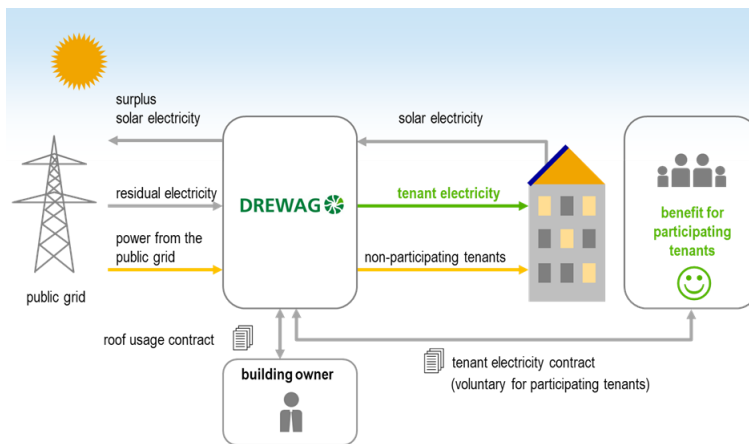 surplus
solar electricity
solar electricity
residual electricity
DREWAG
tenant electricity
benefit for
participating
tenants
power from the
public grid
non-participating tenants
public grid
roof usage contract
building owner
tenant electricity contract
(voluntary for participating tenants)